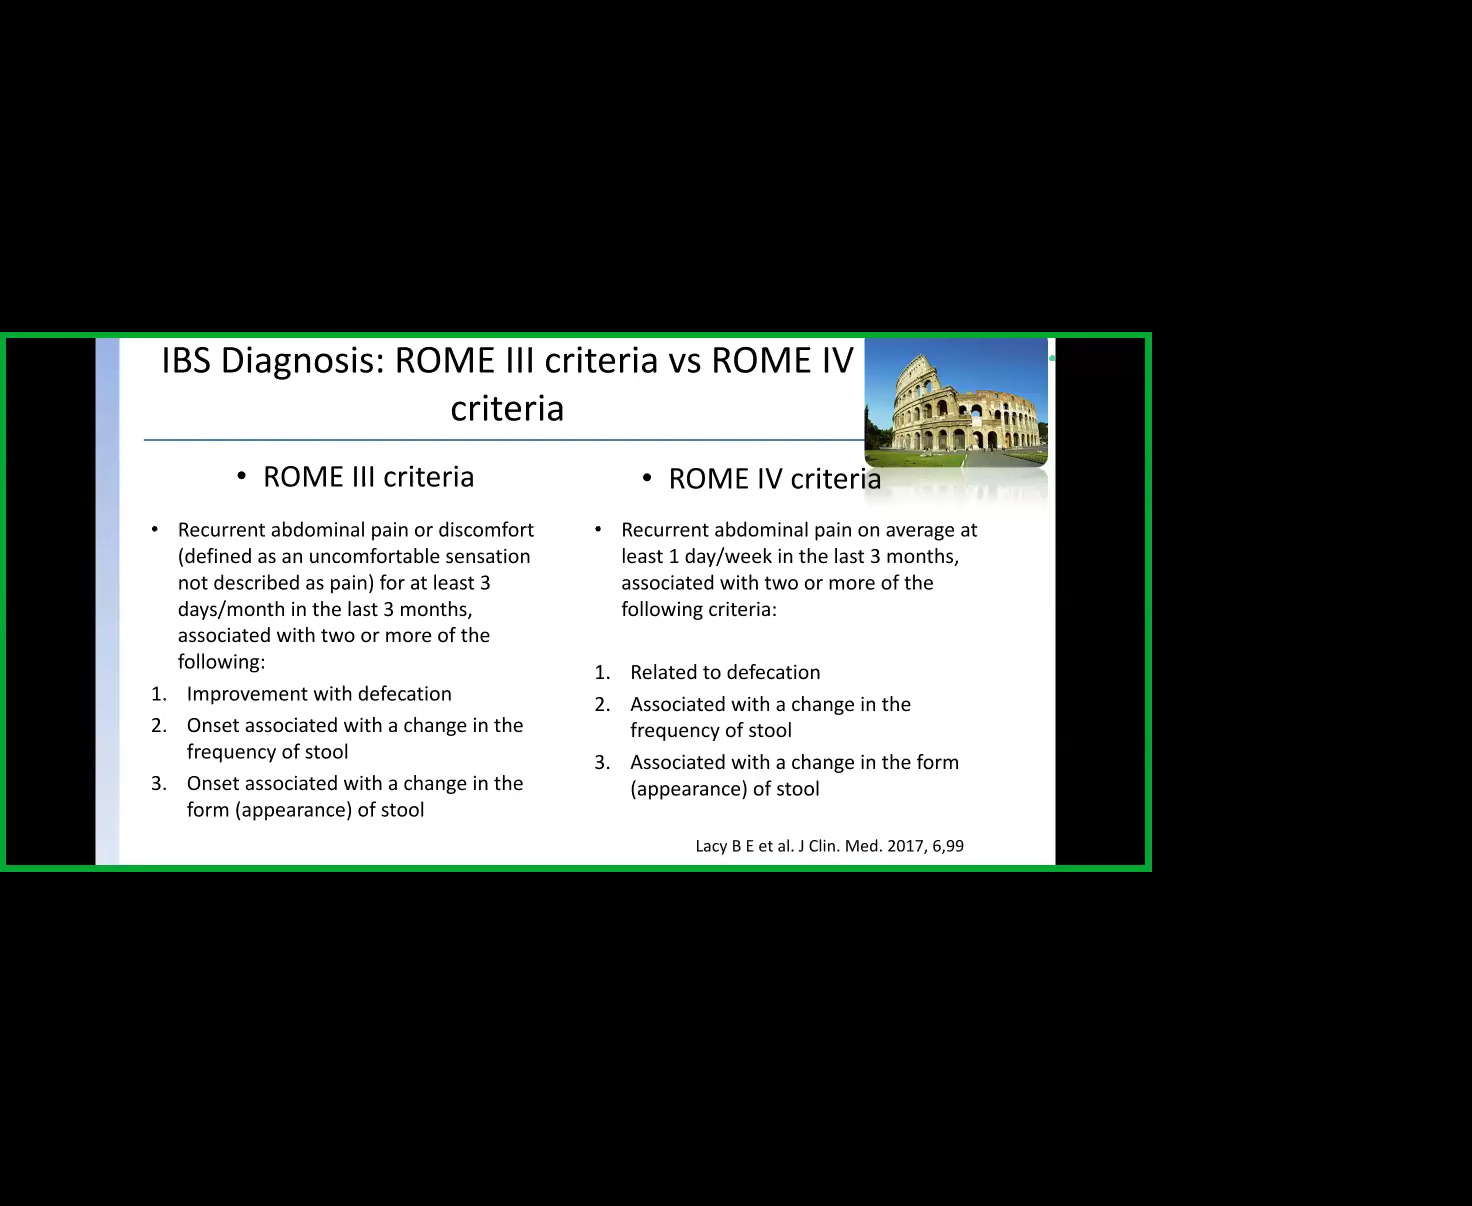 IBS Diagnosis: ROME III criteria vs ROME IV
criteria
• ROME III criteria
• Recurrent abdominal pain or discomfort
(defined as an uncomfortable sensation
not described as pain) for at least 3
days/month in the last 3 months,
associated with two or more of the
following:
1. Improvement with defecation
2. Onset associated with a change in the
frequency of stool
3. Onset associated with a change in the
form (appearance) of stool
• ROME IV criteria
• Recurrent abdominal pain on average at
least 1 day/week in the last 3 months,
associated with two or more of the
following criteria:
1. Related to defecation
2. Associated with a change in the
frequency of stool
3. Associated with a change in the form
(appearance) of stool
Lacy B E et al. J Clin. Med. 2017, 6,99